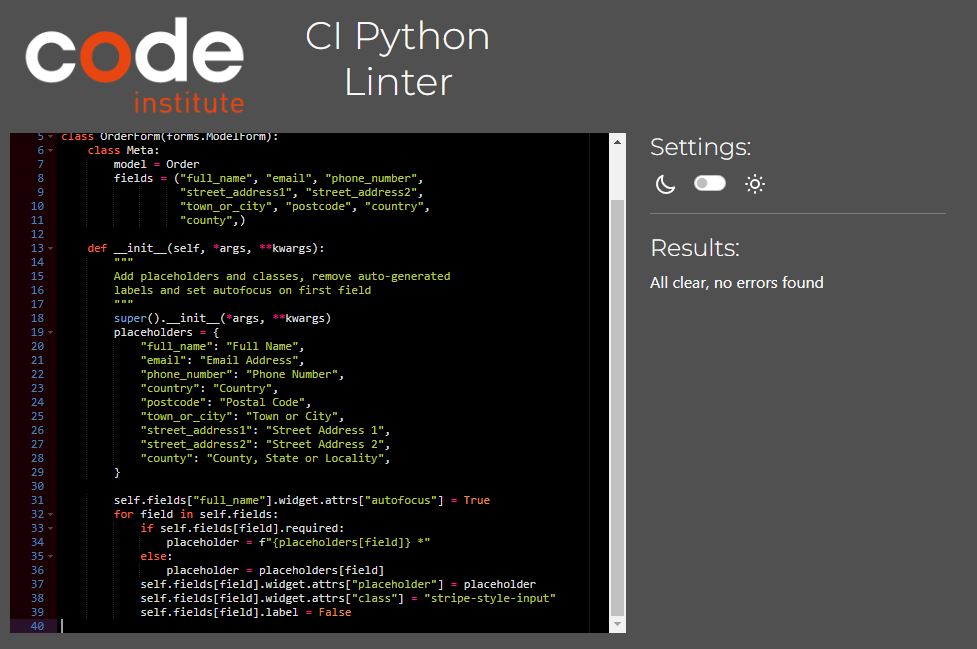 code
institute
CI Python
Linter
5 class OrderForm(forms.ModelForm):
6 class Meta:
7 model = Order
8 fields = ("full_name", "email", "phone_number",
9 "street_address1", "street_address2",
10 "town_or_city", "postcode", "country",
11 "county",)
12
13 def __init__(self, *args, **kwargs):
14 """
15 Add placeholders and classes, remove auto-generated
16 labels and set autofocus on first field
17 """
18 super().__init__(*args, **kwargs)
19 placeholders = {
20 "full_name": "Full Name",
21 "email": "Email Address",
22 "phone_number": "Phone Number",
23 "country": "Country",
24 "postcode": "Postal Code",
25 "town_or_city": "Town or City",
26 "street_address1": "Street Address 1",
27 "street_address2": "Street Address 2",
28 "county": "County, State or Locality",
29 }
30
31 self.fields["full_name"].widget.attrs["autofocus"] = True
32 for field in self.fields:
33 if self.fields[field].required:
34 placeholder = f"{placeholders[field]} *"
35 else:
36 placeholder = placeholders[field]
37 self.fields[field].widget.attrs["placeholder"] = placeholder
38 self.fields[field].widget.attrs["class"] = "stripe-style-input"
39 self.fields[field].label = False
40
Settings:
Results:
All clear, no errors found